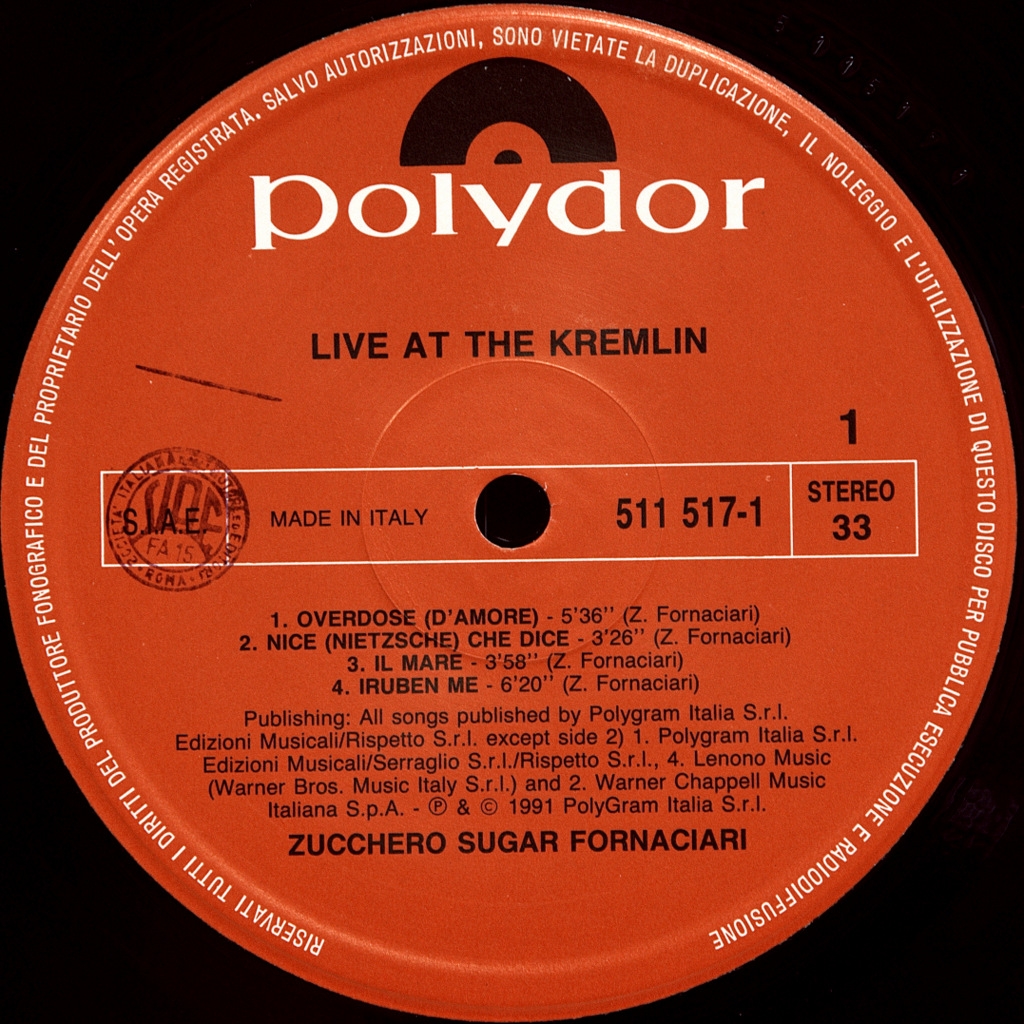 RISERVATI TUTTI I DIRITTI DEL PRODUTTORE FONOGRAFICO E DEL PROPRIETARIO DELL'OPERA REGISTRATA. SALVO AUTORIZZAZIONI, SONO VIETATE LA DUPLICAZIONE, IL NOLEGGIO E L'UTILIZZAZIONE DI QUESTO DISCO PER PUBBLICA ESECUZIONE E RADIODIFFUSIONE
polydor
LIVE AT THE KREMLIN
1
S.I.A.E. MADE IN ITALY 511 517-1 STEREO
33
ROMA
1. OVERDOSE (D'AMORE) - 5'36'' (Z. Fornaciari)
2. NICE (NIETZSCHE) CHE DICE - 3'26'' (Z. Fornaciari)
3. IL MARE - 3'58'' (Z. Fornaciari)
4. IRUBEN ME - 6'20'' (Z. Fornaciari)
Publishing: All songs published by Polygram Italia S.r.l.
Edizioni Musicali/Rispetto S.r.l. except side 2) 1. Polygram Italia S.r.l.
Edizioni Musicali/Serraglio S.r.l./Rispetto S.r.l., 4. Lenono Music
(Warner Bros. Music Italy S.r.l.) and 2. Warner Chappell Music
Italiana S.p.A. - ℗ & © 1991 PolyGram Italia S.r.l.
ZUCCHERO SUGAR FORNACIARI